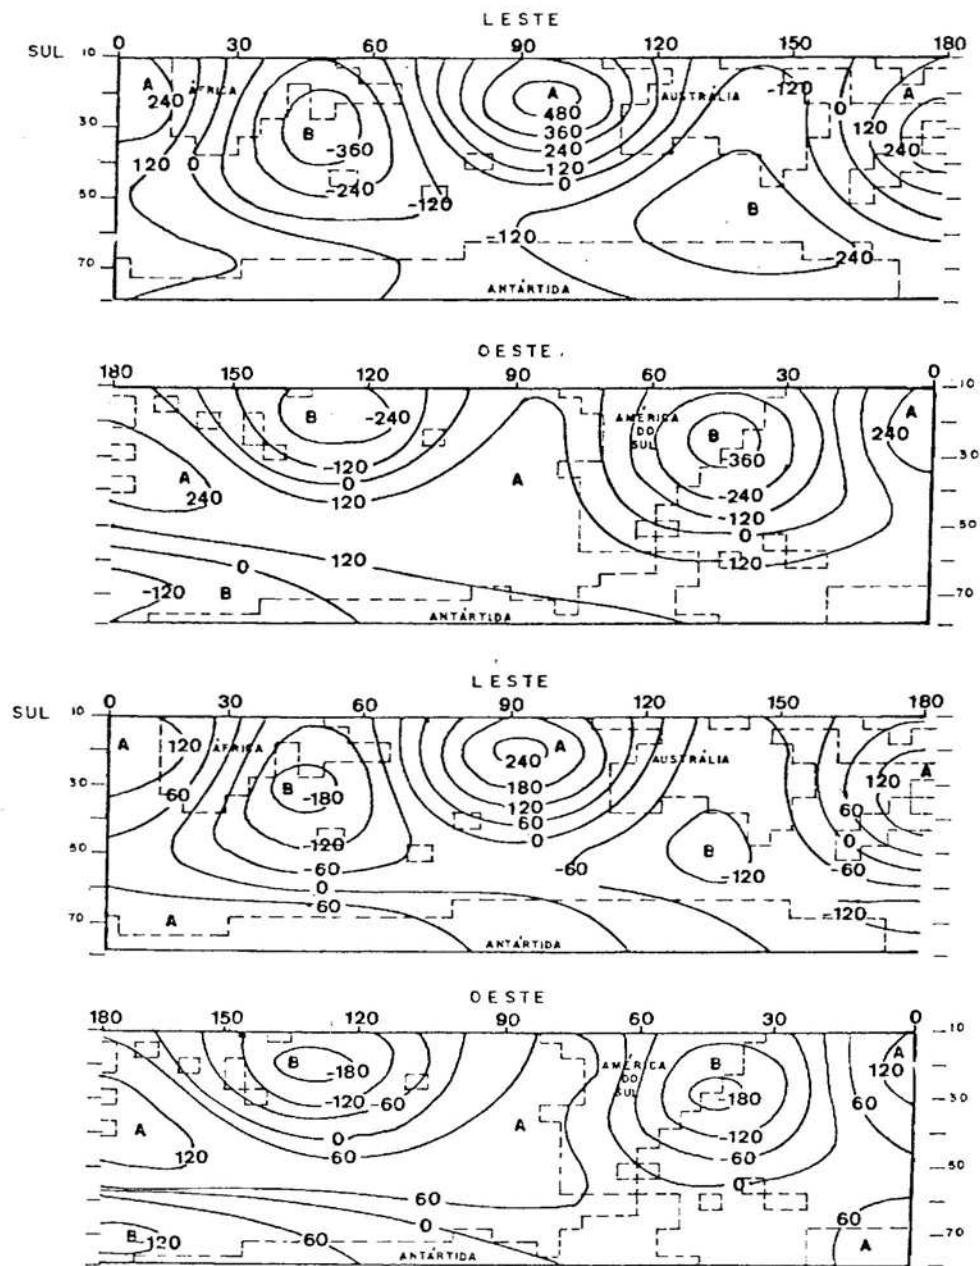 LESTE
SUL 10 0 30 60 90 120 150 180
A 240 ÁFRICA A 480 AUSTRÁLIA -120 A
30 B -360 360 0 120
120 0 240 240
50 -240 120
-120 0 B
-120
70 240
ANTÁRTIDA
OESTE
180 150 120 90 60 30 0
B -240 AMÉRICA DO SUL B A -10
240
-120 -360 -30
A 240 0 A -240
120 -120 -50
0 120 0
120
-120 B -70
ANTÁRTIDA
LESTE
SUL 10 0 30 60 90 120 150 180
A 120 ÁFRICA A AUSTRÁLIA A
240
30 60 B -180 180 120
120 60
-120 60 0
50 0 B
-60 -60 -120 -60
0
70 A 60 -120
ANTÁRTIDA
OESTE
180 150 120 90 60 30 0
B AMÉRICA DO SUL B A -10
-180 120
-120 -60 -180 60 -30
A 0 A -120
120 60 -60 -50
0
60 60
B 120 60 0 A -70
ANTÁRTIDA